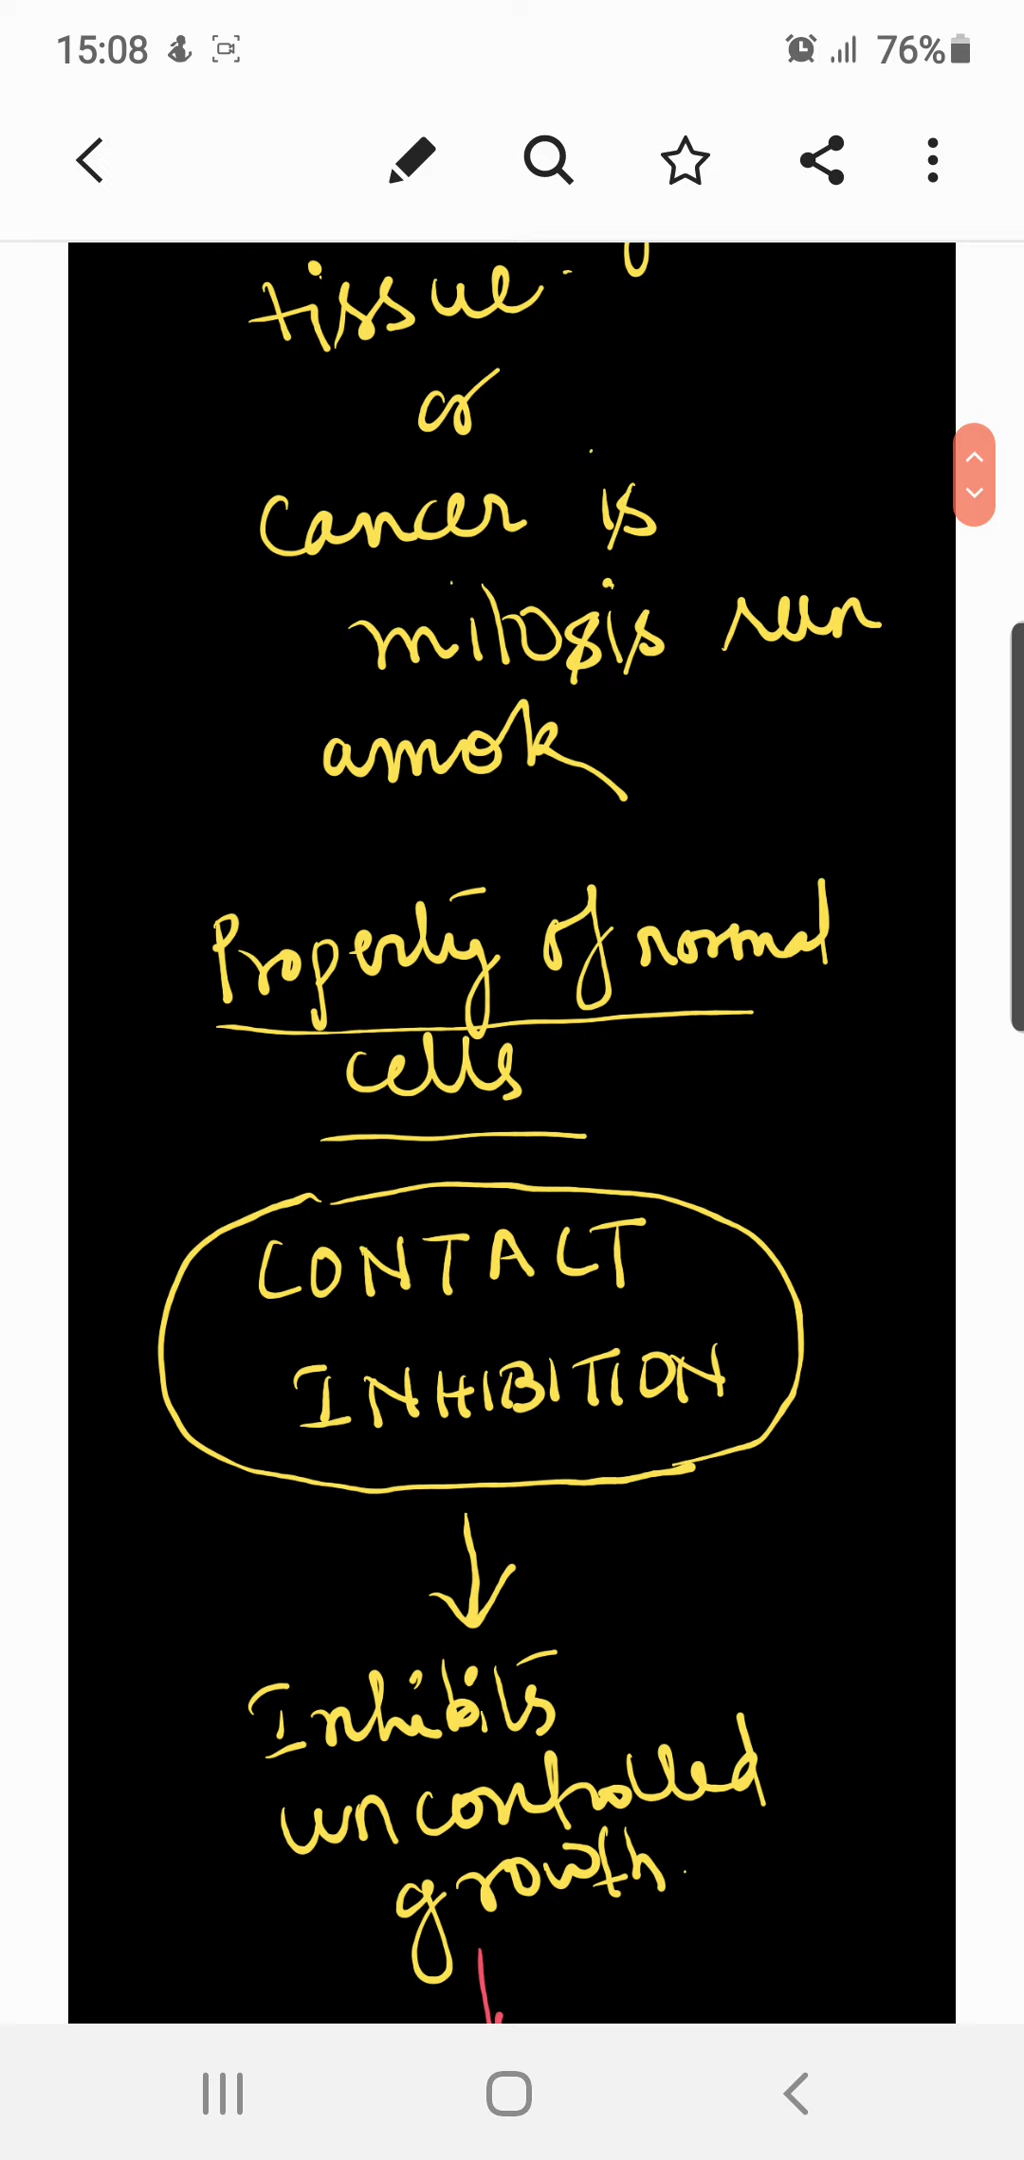 15:08
76%
tissue.
or
Cancer is
mitosis run
amok
Property of normal
cells
CONTACT
INHIBITION
Inhibits
uncontrolled
growth.